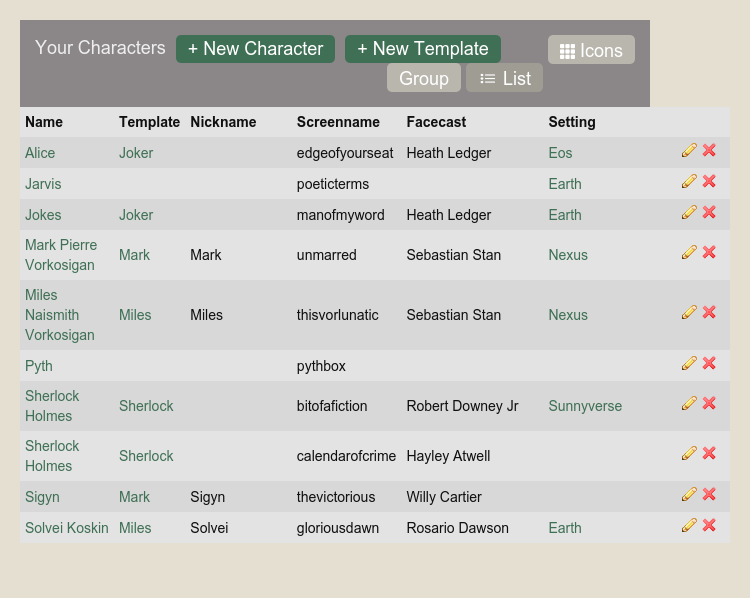 Your Characters + New Character + New Template Icons
Group List
Name Template Nickname Screenname Facecast Setting
Alice Joker edgeofyourseat Heath Ledger Eos
Jarvis poeticterms Earth
Jokes Joker manofmyword Heath Ledger Earth
Mark Pierre
Vorkosigan Mark Mark unmarred Sebastian Stan Nexus
Miles
Naismith
Vorkosigan Miles Miles thisvorlunatic Sebastian Stan Nexus
Pyth pythbox
Sherlock
Holmes Sherlock bitofafiction Robert Downey Jr Sunnyverse
Sherlock
Holmes Sherlock calendarofcrime Hayley Atwell
Sigyn Mark Sigyn thevictorious Willy Cartier
Solvei Koskin Miles Solvei gloriousdawn Rosario Dawson Earth